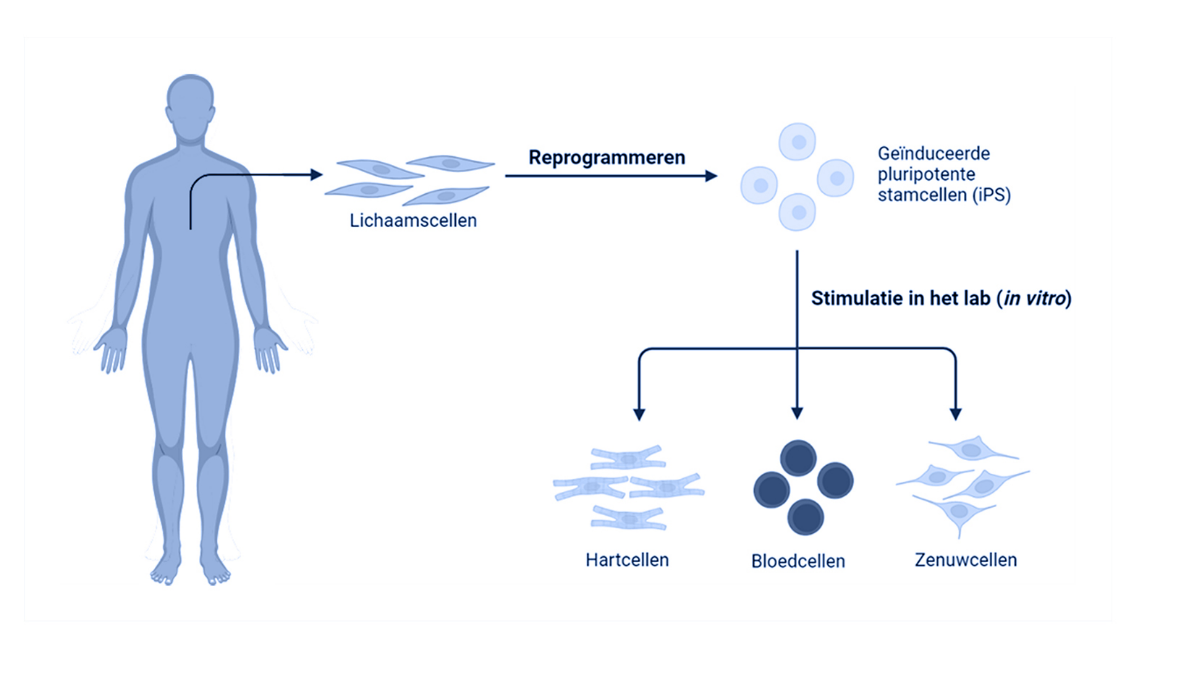 Reprogrammeren
Lichaamscellen
Geïnduceerde
pluripotente
stamcellen (iPS)
Stimulatie in het lab (in vitro)
Hartcellen
Bloedcellen
Zenuwcellen